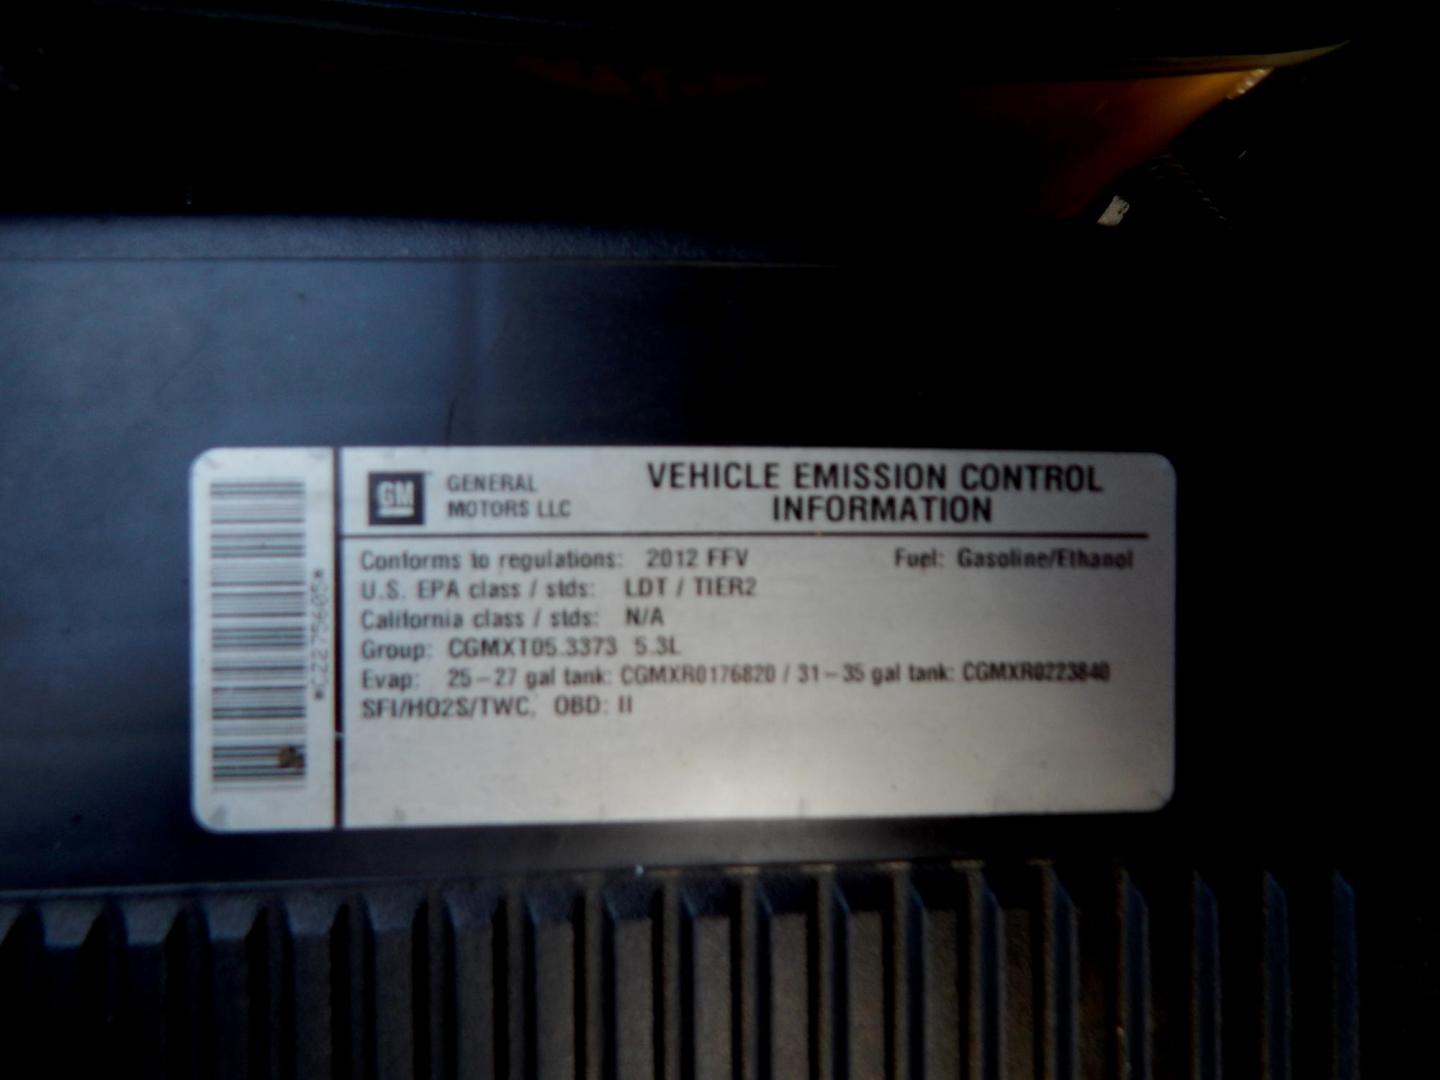 *CZ275605*
GM GENERAL
MOTORS LLC
VEHICLE EMISSION CONTROL
INFORMATION
Conforms to regulations: 2012 FFV Fuel: Gasoline/Ethanol
U.S. EPA class / stds: LDT / TIER2
California class / stds: N/A
Group: CGMXT05.3373 5.3L
Evap: 25-27 gal tank: CGMXR0176820 / 31-35 gal tank: CGMXR0223840
SFI/HO2S/TWC, OBD: II